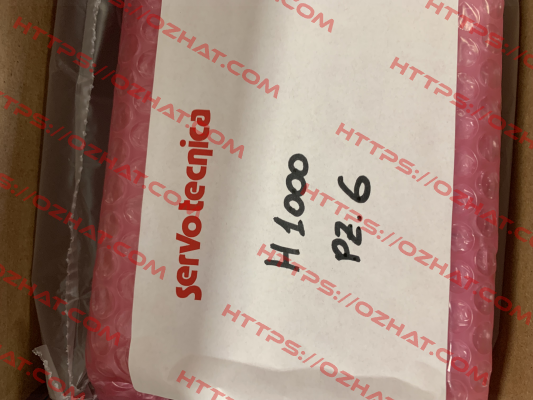 servotecnica
H 1000
PZ. 6
HTTPS://OZHAT.COM